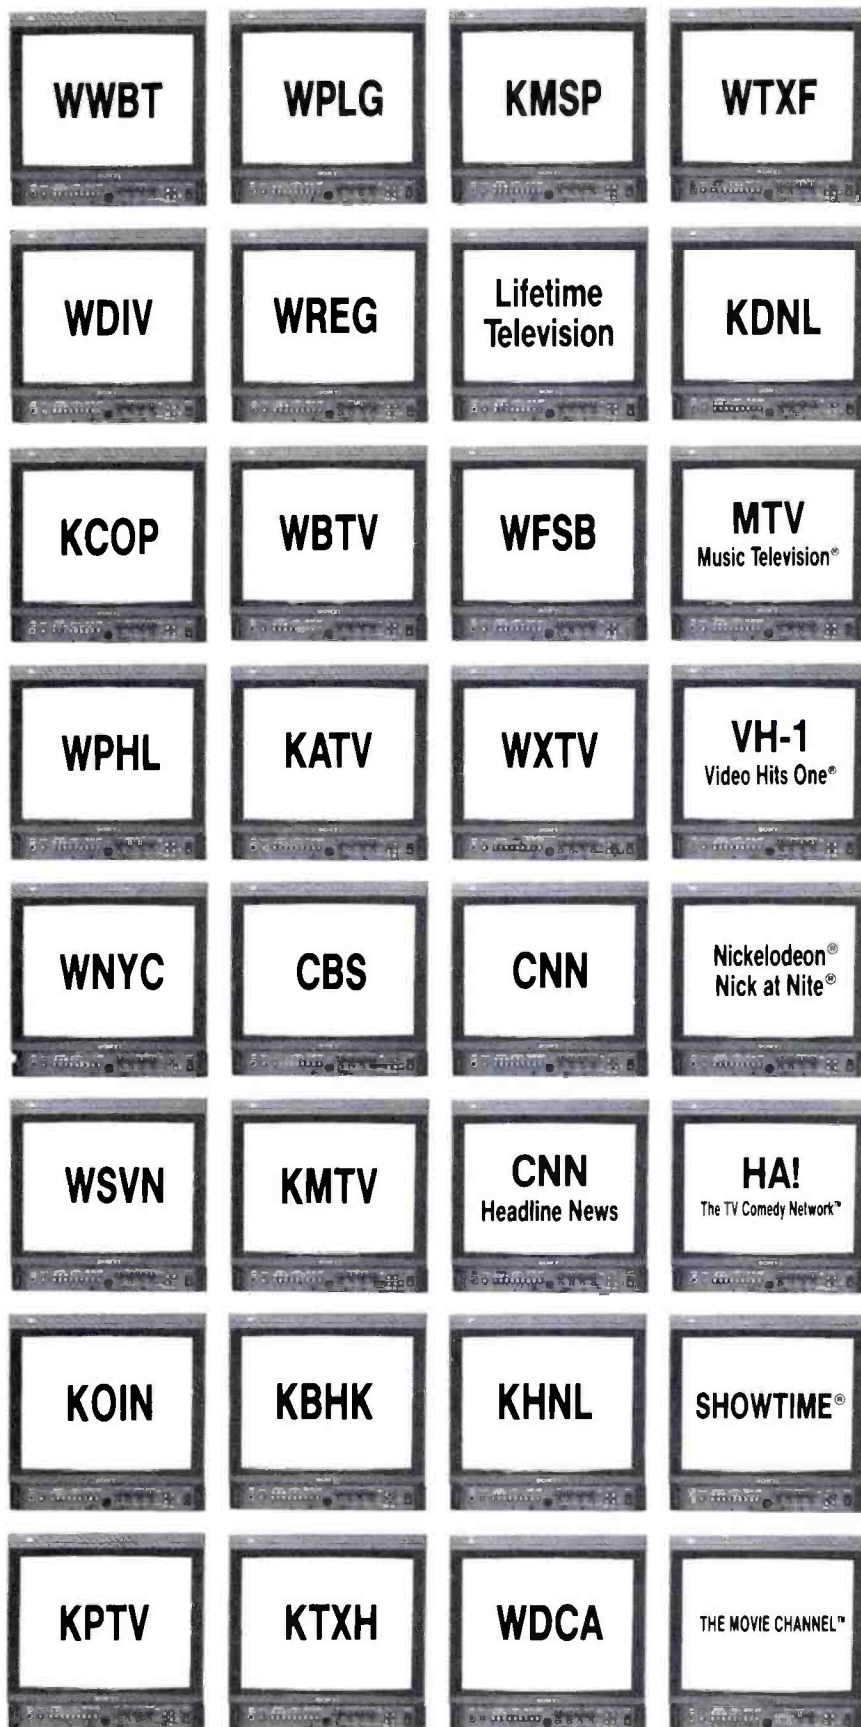 WWBT
WPLG
KMSP
WTXF
WDIV
WREG
Lifetime
Television
KDNL
KCOP
WBTV
WFSB
MTV
Music Television®
WPHL
KATV
WXTV
VH-1
Video Hits One®
WNYC
CBS
CNN
Nickelodeon®
Nick at Nite®
WSVN
KMTV
CNN
Headline News
HA!
The TV Comedy Network™
KOIN
KBHK
KHNL
SHOWTIME®
KPTV
KTXH
WDCA
THE MOVIE CHANNEL™